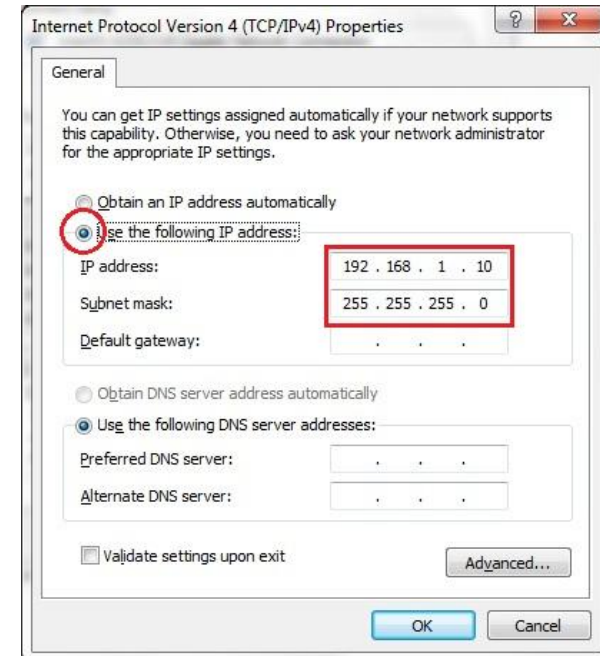 Internet Protocol Version 4 (TCP/IPv4) Properties
General
You can get IP settings assigned automatically if your network supports
this capability. Otherwise, you need to ask your network administrator
for the appropriate IP settings.
Obtain an IP address automatically
Use the following IP address:
IP address: 192 . 168 . 1 . 10
Subnet mask: 255 . 255 . 255 . 0
Default gateway: . . .
Obtain DNS server address automatically
Use the following DNS server addresses:
Preferred DNS server: . . .
Alternate DNS server: . . .
Validate settings upon exit
Advanced...
OK Cancel